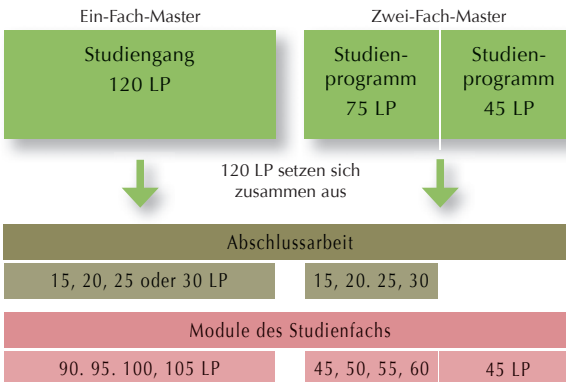 Ein-Fach-Master
Zwei-Fach-Master
Studiengang
120 LP
Studien-
programm
75 LP
Studien-
programm
45 LP
120 LP setzen sich
zusammen aus
Abschlussarbeit
15, 20, 25 oder 30 LP
15, 20. 25, 30
Module des Studienfachs
90. 95. 100, 105 LP
45, 50, 55, 60
45 LP